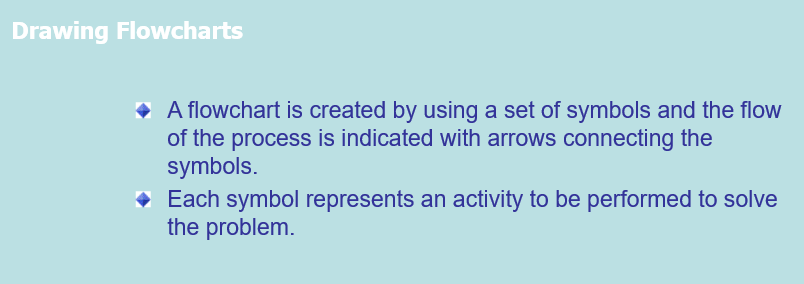 Drawing Flowcharts
A flowchart is created by using a set of symbols and the flow
of the process is indicated with arrows connecting the
symbols.
Each symbol represents an activity to be performed to solve
the problem.